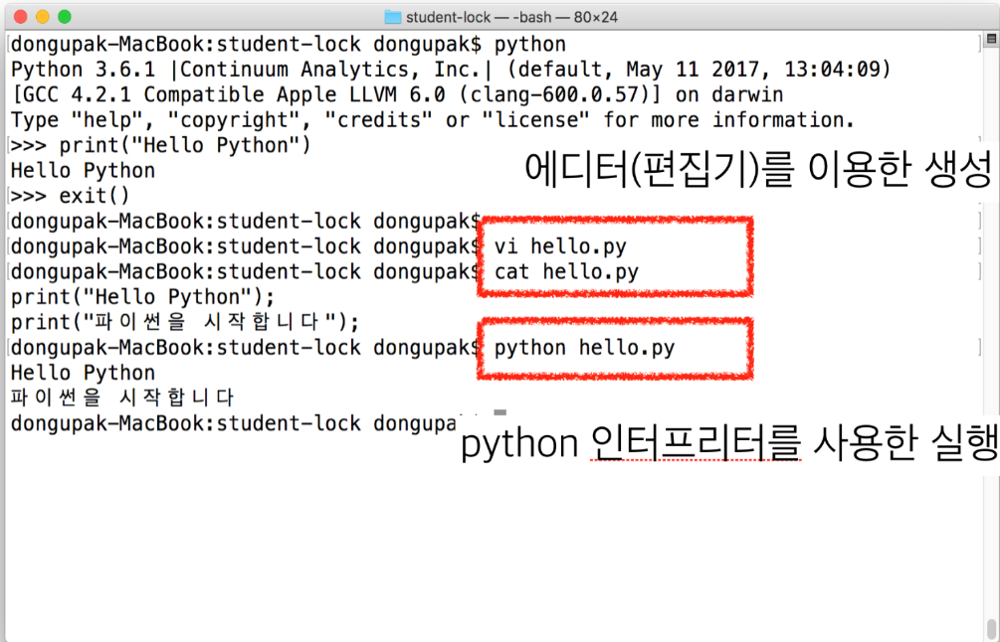 student-lock — -bash — 80×24
dongupak-MacBook:student-lock dongupak$ python
Python 3.6.1 |Continuum Analytics, Inc.| (default, May 11 2017, 13:04:09)
[GCC 4.2.1 Compatible Apple LLVM 6.0 (clang-600.0.57)] on darwin
Type "help", "copyright", "credits" or "license" for more information.
>>> print("Hello Python")
Hello Python
에디터(편집기)를 이용한 생성
>>> exit()
dongupak-MacBook:student-lock dongupak$
dongupak-MacBook:student-lock dongupak$ vi hello.py
dongupak-MacBook:student-lock dongupak$ cat hello.py
print("Hello Python");
print("파이썬을 시작합니다");
dongupak-MacBook:student-lock dongupak$ python hello.py
Hello Python
파이썬을 시작합니다
dongupak-MacBook:student-lock dongupa
python 인터프리터를 사용한 실행